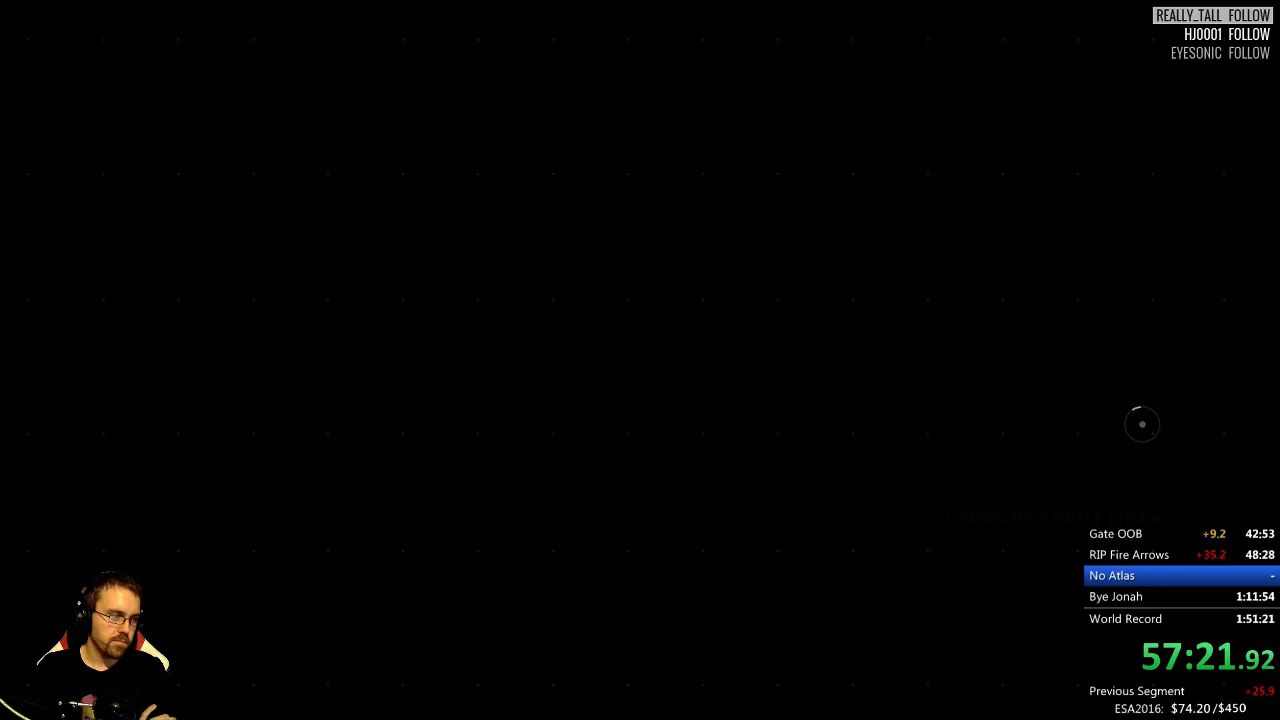 REALLY_TALL FOLLOW
HJ0001 FOLLOW
EYESONIC FOLLOW
Gate OOB +9.2 42:53
RIP Fire Arrows +35.2 48:28
No Atlas -
Bye Jonah 1:11:54
World Record 1:51:21
57:21.92
Previous Segment +25.9
ESA2016: $74.20/$450